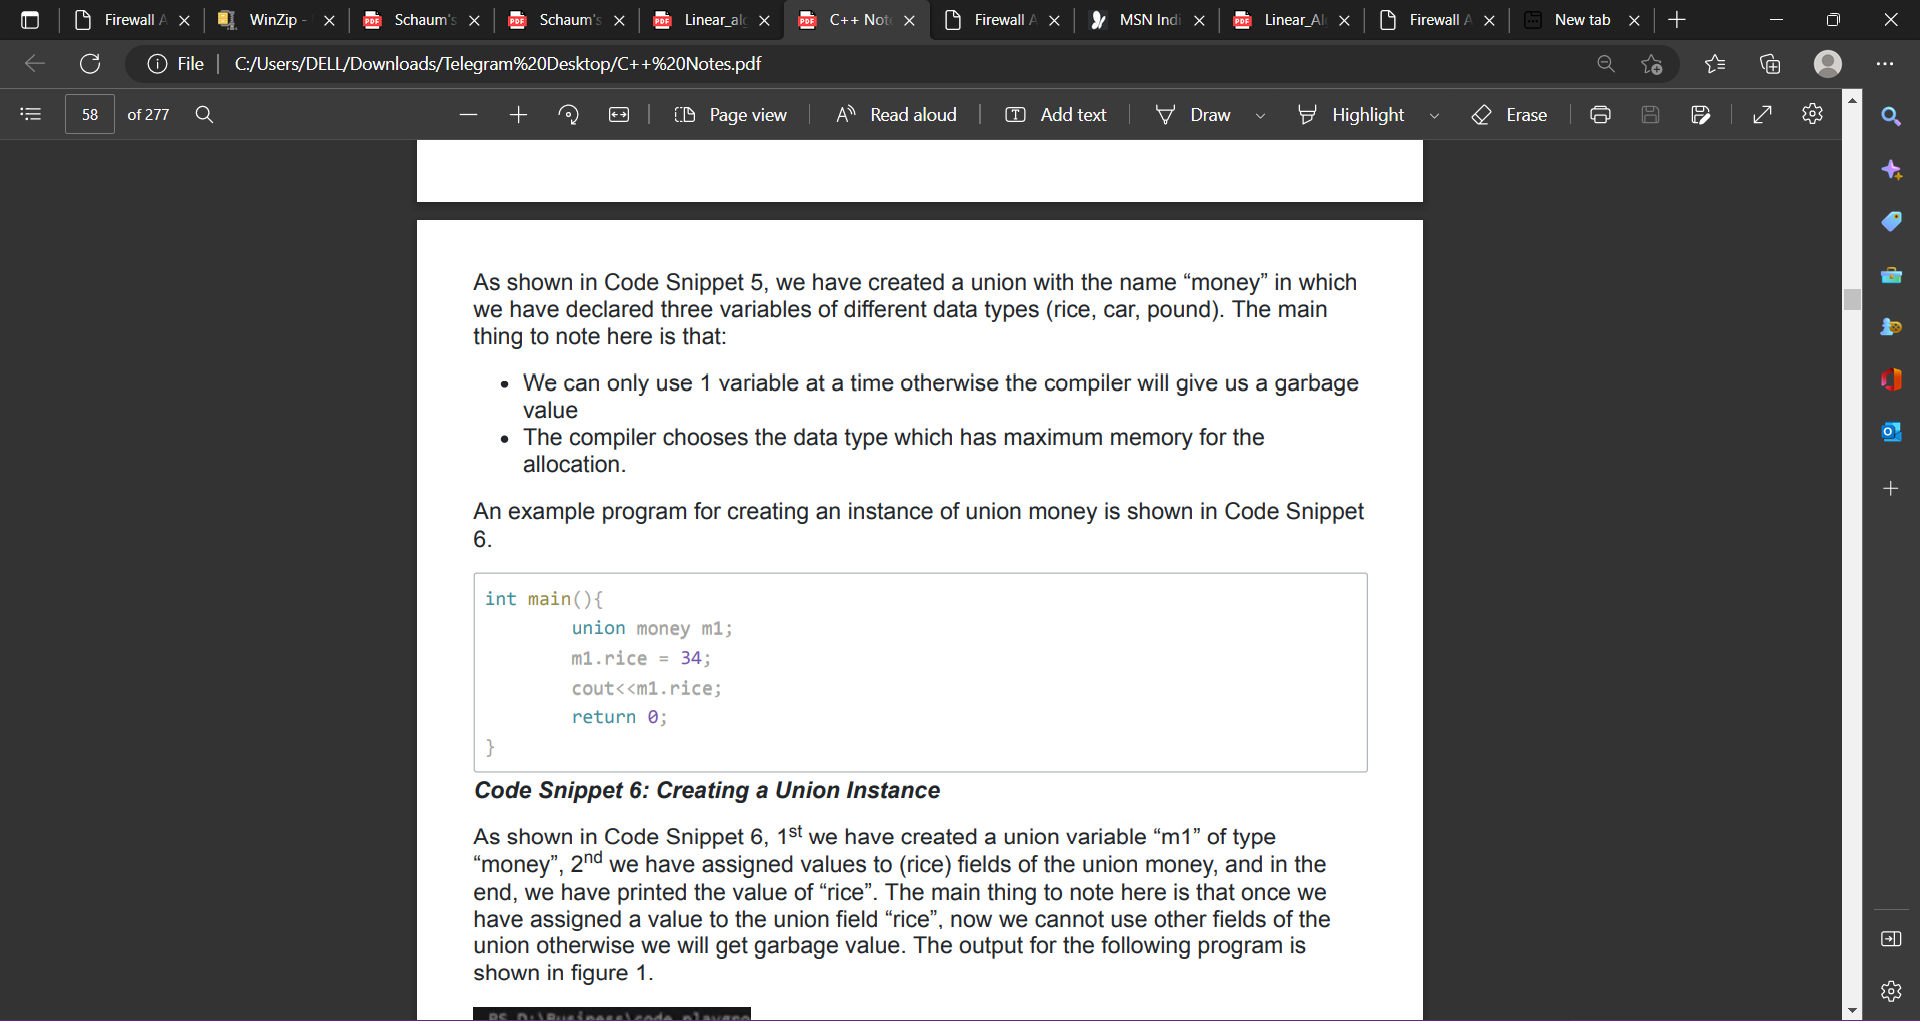 Firewall A
WinZip -
Schaum's
Schaum's
Linear_alg
C++ Not
Firewall A
MSN Indi
Linear_Al
Firewall A
New tab
File
C:/Users/DELL/Downloads/Telegram%20Desktop/C++%20Notes.pdf
58 of 277
Page view
Read aloud
Add text
Draw
Highlight
Erase
As shown in Code Snippet 5, we have created a union with the name “money” in which
we have declared three variables of different data types (rice, car, pound). The main
thing to note here is that:
• We can only use 1 variable at a time otherwise the compiler will give us a garbage
value
• The compiler chooses the data type which has maximum memory for the
allocation.
An example program for creating an instance of union money is shown in Code Snippet
6.
int main(){
union money m1;
m1.rice = 34;
cout<<m1.rice;
return 0;
}
Code Snippet 6: Creating a Union Instance
As shown in Code Snippet 6, 1st we have created a union variable “m1” of type
“money”, 2nd we have assigned values to (rice) fields of the union money, and in the
end, we have printed the value of “rice”. The main thing to note here is that once we
have assigned a value to the union field “rice”, now we cannot use other fields of the
union otherwise we will get garbage value. The output for the following program is
shown in figure 1.
PS D:\Business\code playgro